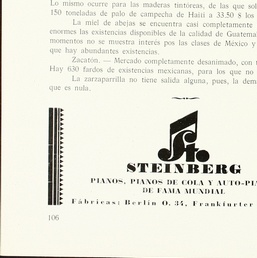 Lo mismo ocurre para las maderas tintóreas, de las que sól
150 toneladas de palo de campeche de Haití a 33.50 $ los
La miel de abejas se encuentra casi completamente
enormes las existencias disponibles de la calidad de Guatema
momentos no se muestra interés por las clases de México y
que hay abundantes existencias.
Zacatón. — Mercado completamente desanimado, con
Hay 630 fardos de existencias mexicanas, para los que no
La zarzaparrilla no tiene salida alguna, pues, la dem
que es nula.
St.
STEINBERG
PIANOS, PIANOS DE COLA Y AUTO-PIA
DE FAMA MUNDIAL
Fábricas: Berlin O. 34, Frankfurter
106